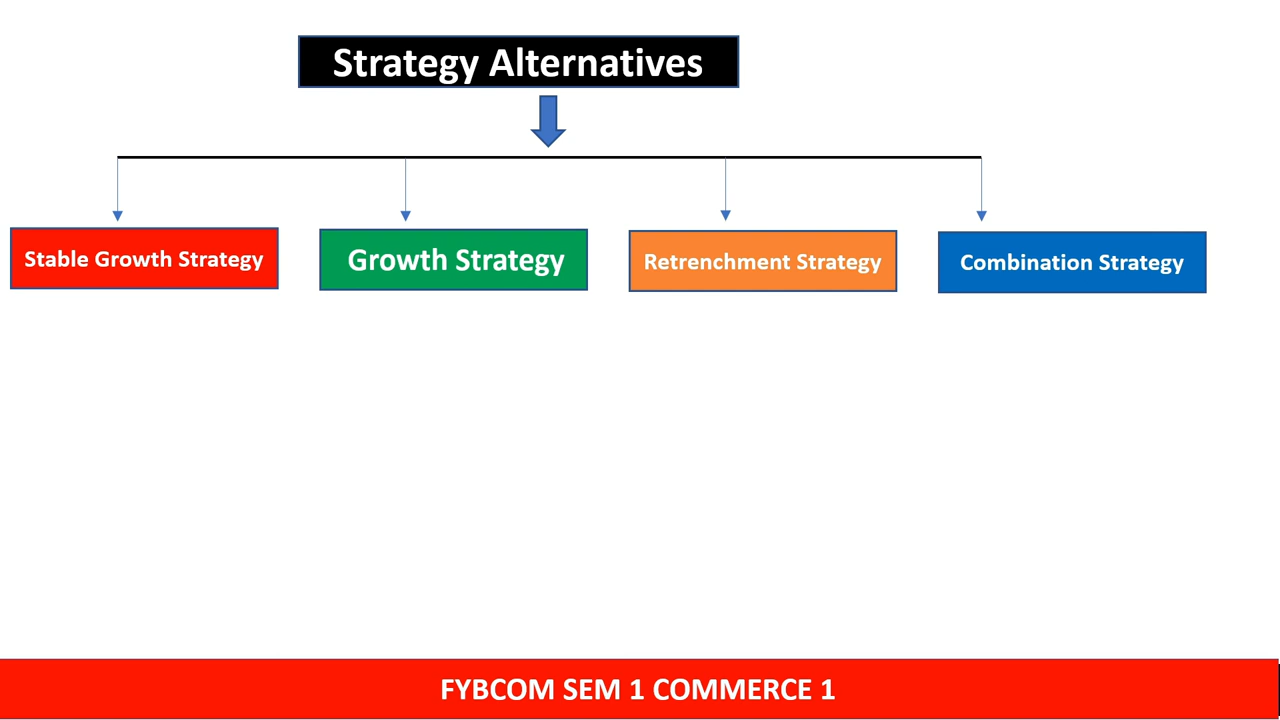 Strategy Alternatives
Stable Growth Strategy
Growth Strategy
Retrenchment Strategy
Combination Strategy
FYBCOM SEM 1 COMMERCE 1